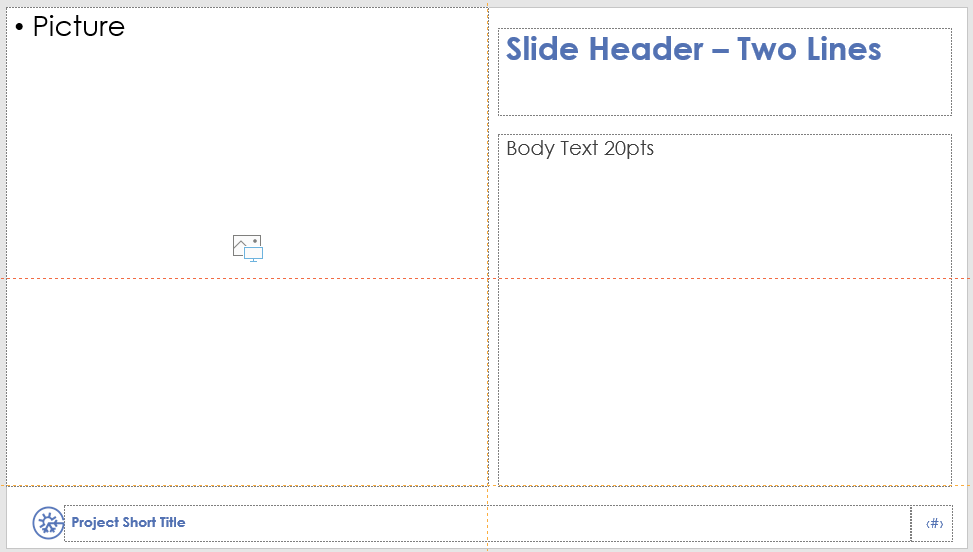 • Picture
Slide Header – Two Lines
Body Text 20pts
Project Short Title
‹#›